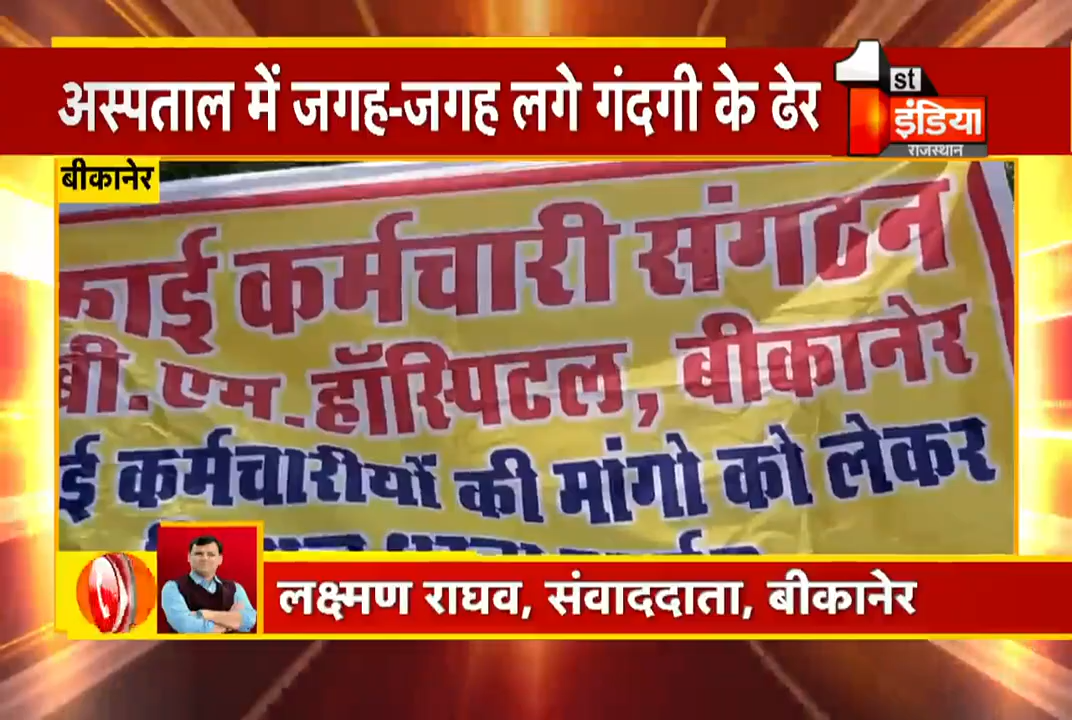 अस्पताल में जगह-जगह लगे गंदगी के ढेर
1st
इंडिया
राजस्थान
बीकानेर
काई कर्मचारी संगठन
बी.एम.हॉस्पिटल, बीकानेर
ई कर्मचारीयों की मांगो को लेकर
लक्ष्मण राघव, संवाददाता, बीकानेर